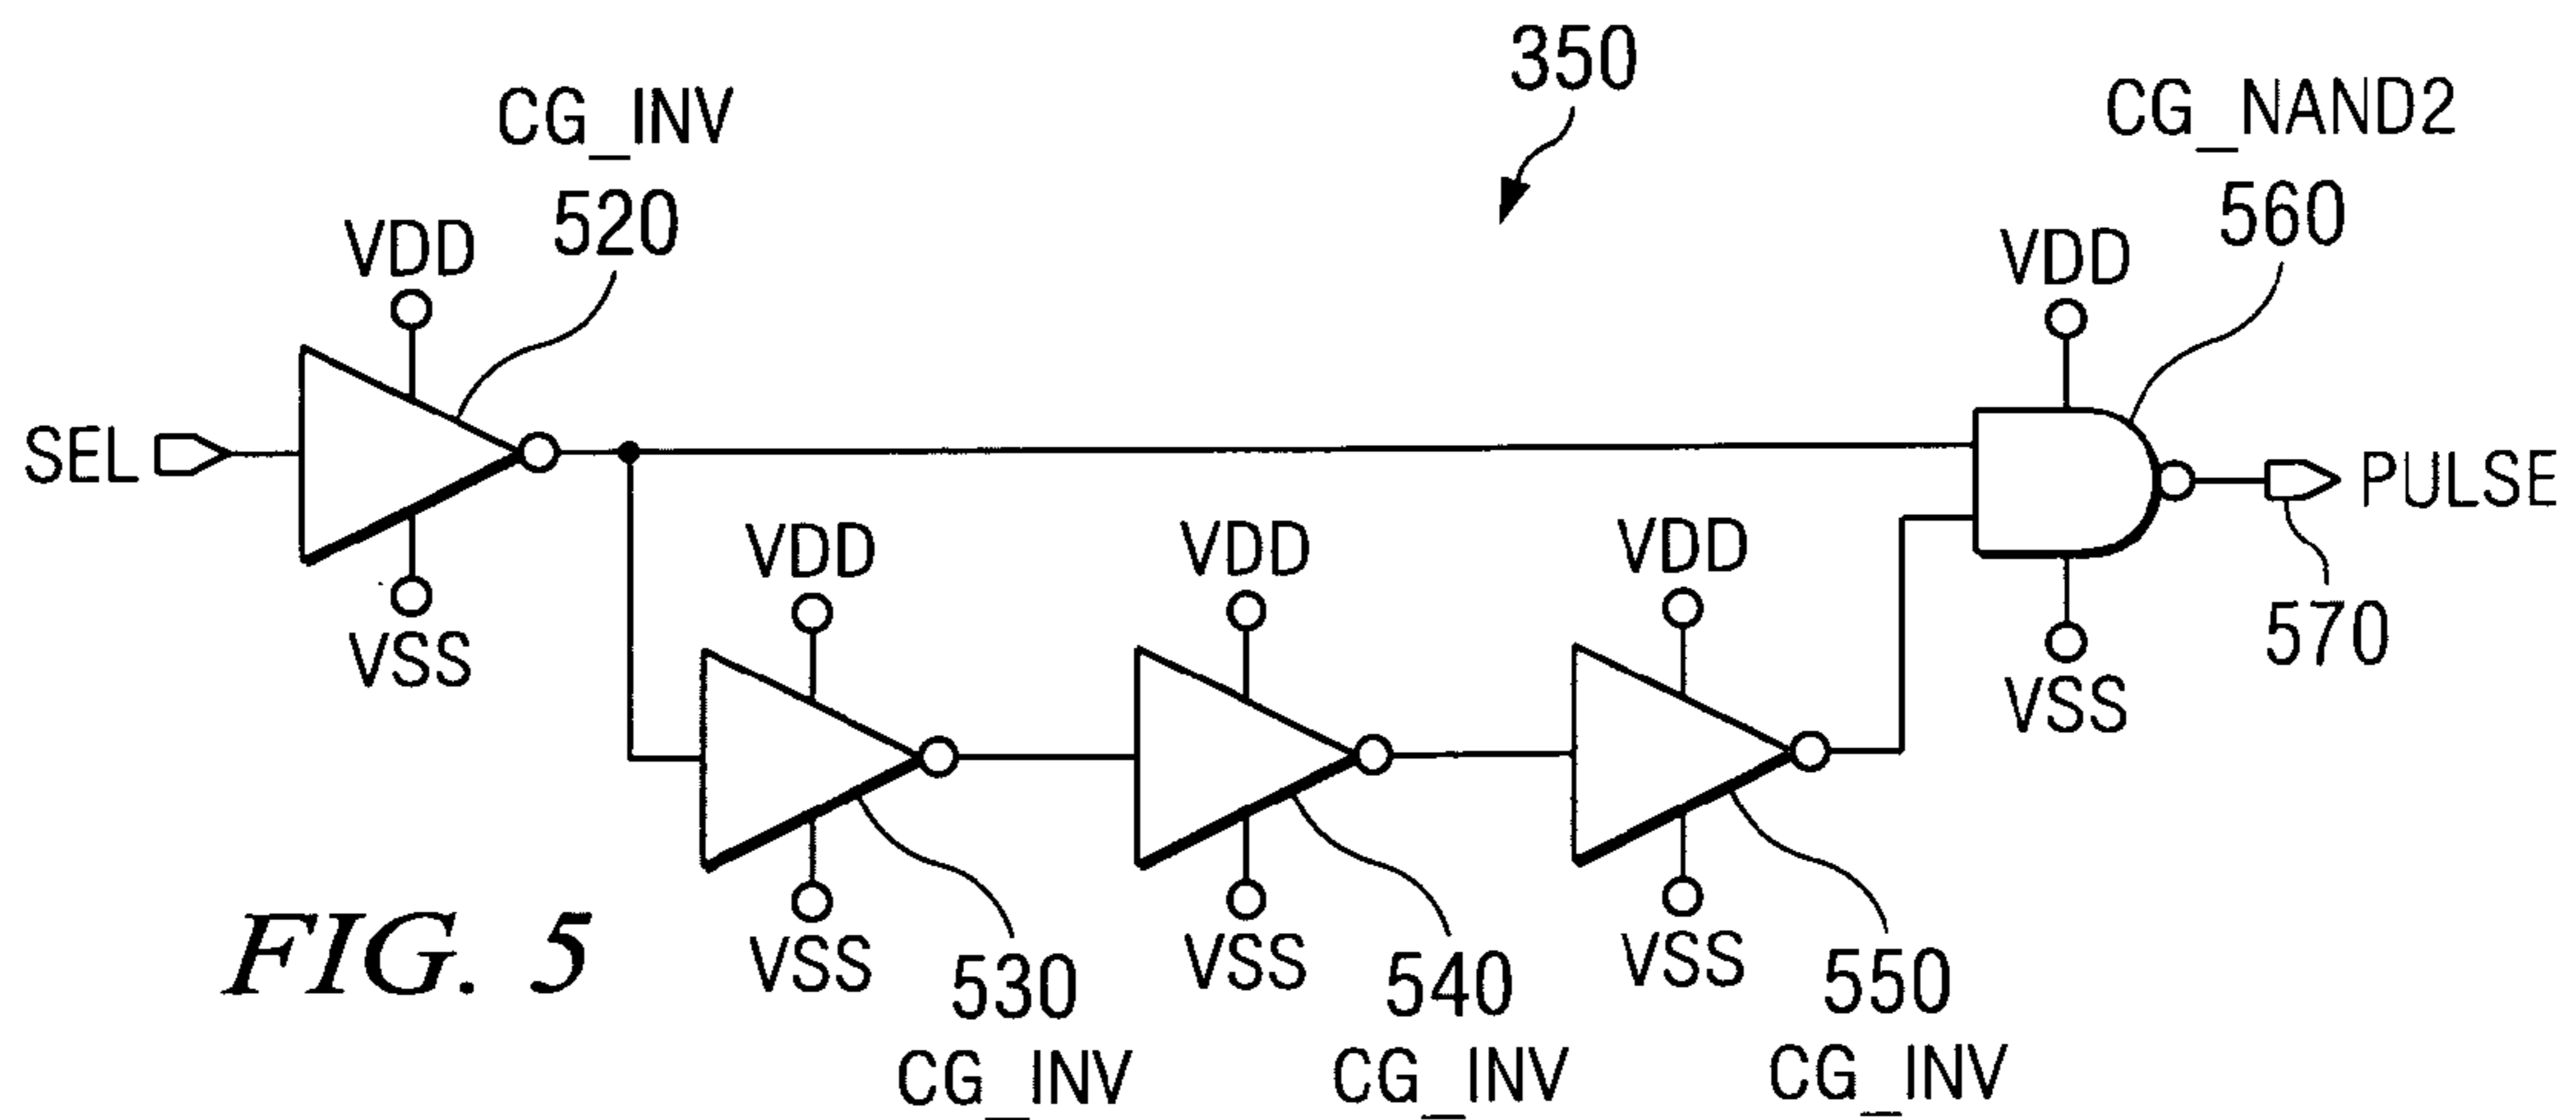 350
CG_INV
520
CG_NAND2
560
VDD
VDD
SEL
PULSE
VSS
VDD
VDD
VDD
570
VSS
VSS
VSS
VSS
530
CG_INV
540
CG_INV
550
CG_INV
FIG. 5